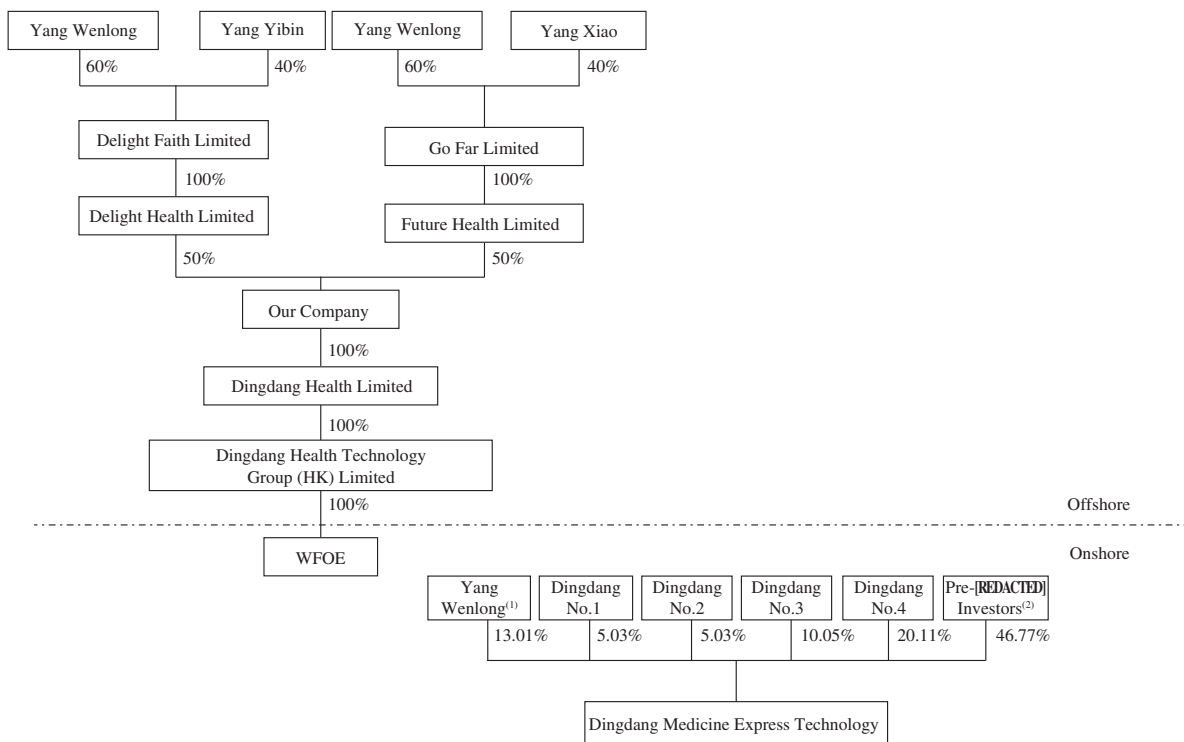 Yang Wenlong
Yang Yibin
Yang Wenlong
Yang Xiao
60%
40%
60%
40%
Delight Faith Limited
Go Far Limited
100%
100%
Delight Health Limited
Future Health Limited
50%
50%
Our Company
100%
Dingdang Health Limited
100%
Dingdang Health Technology
Group (HK) Limited
100%
Offshore
Onshore
WFOE
Yang
Wenlong(1)
Dingdang
No.1
Dingdang
No.2
Dingdang
No.3
Dingdang
No.4
Pre-[REDACTED]
Investors(2)
13.01%
5.03%
5.03%
10.05%
20.11%
46.77%
Dingdang Medicine Express Technology